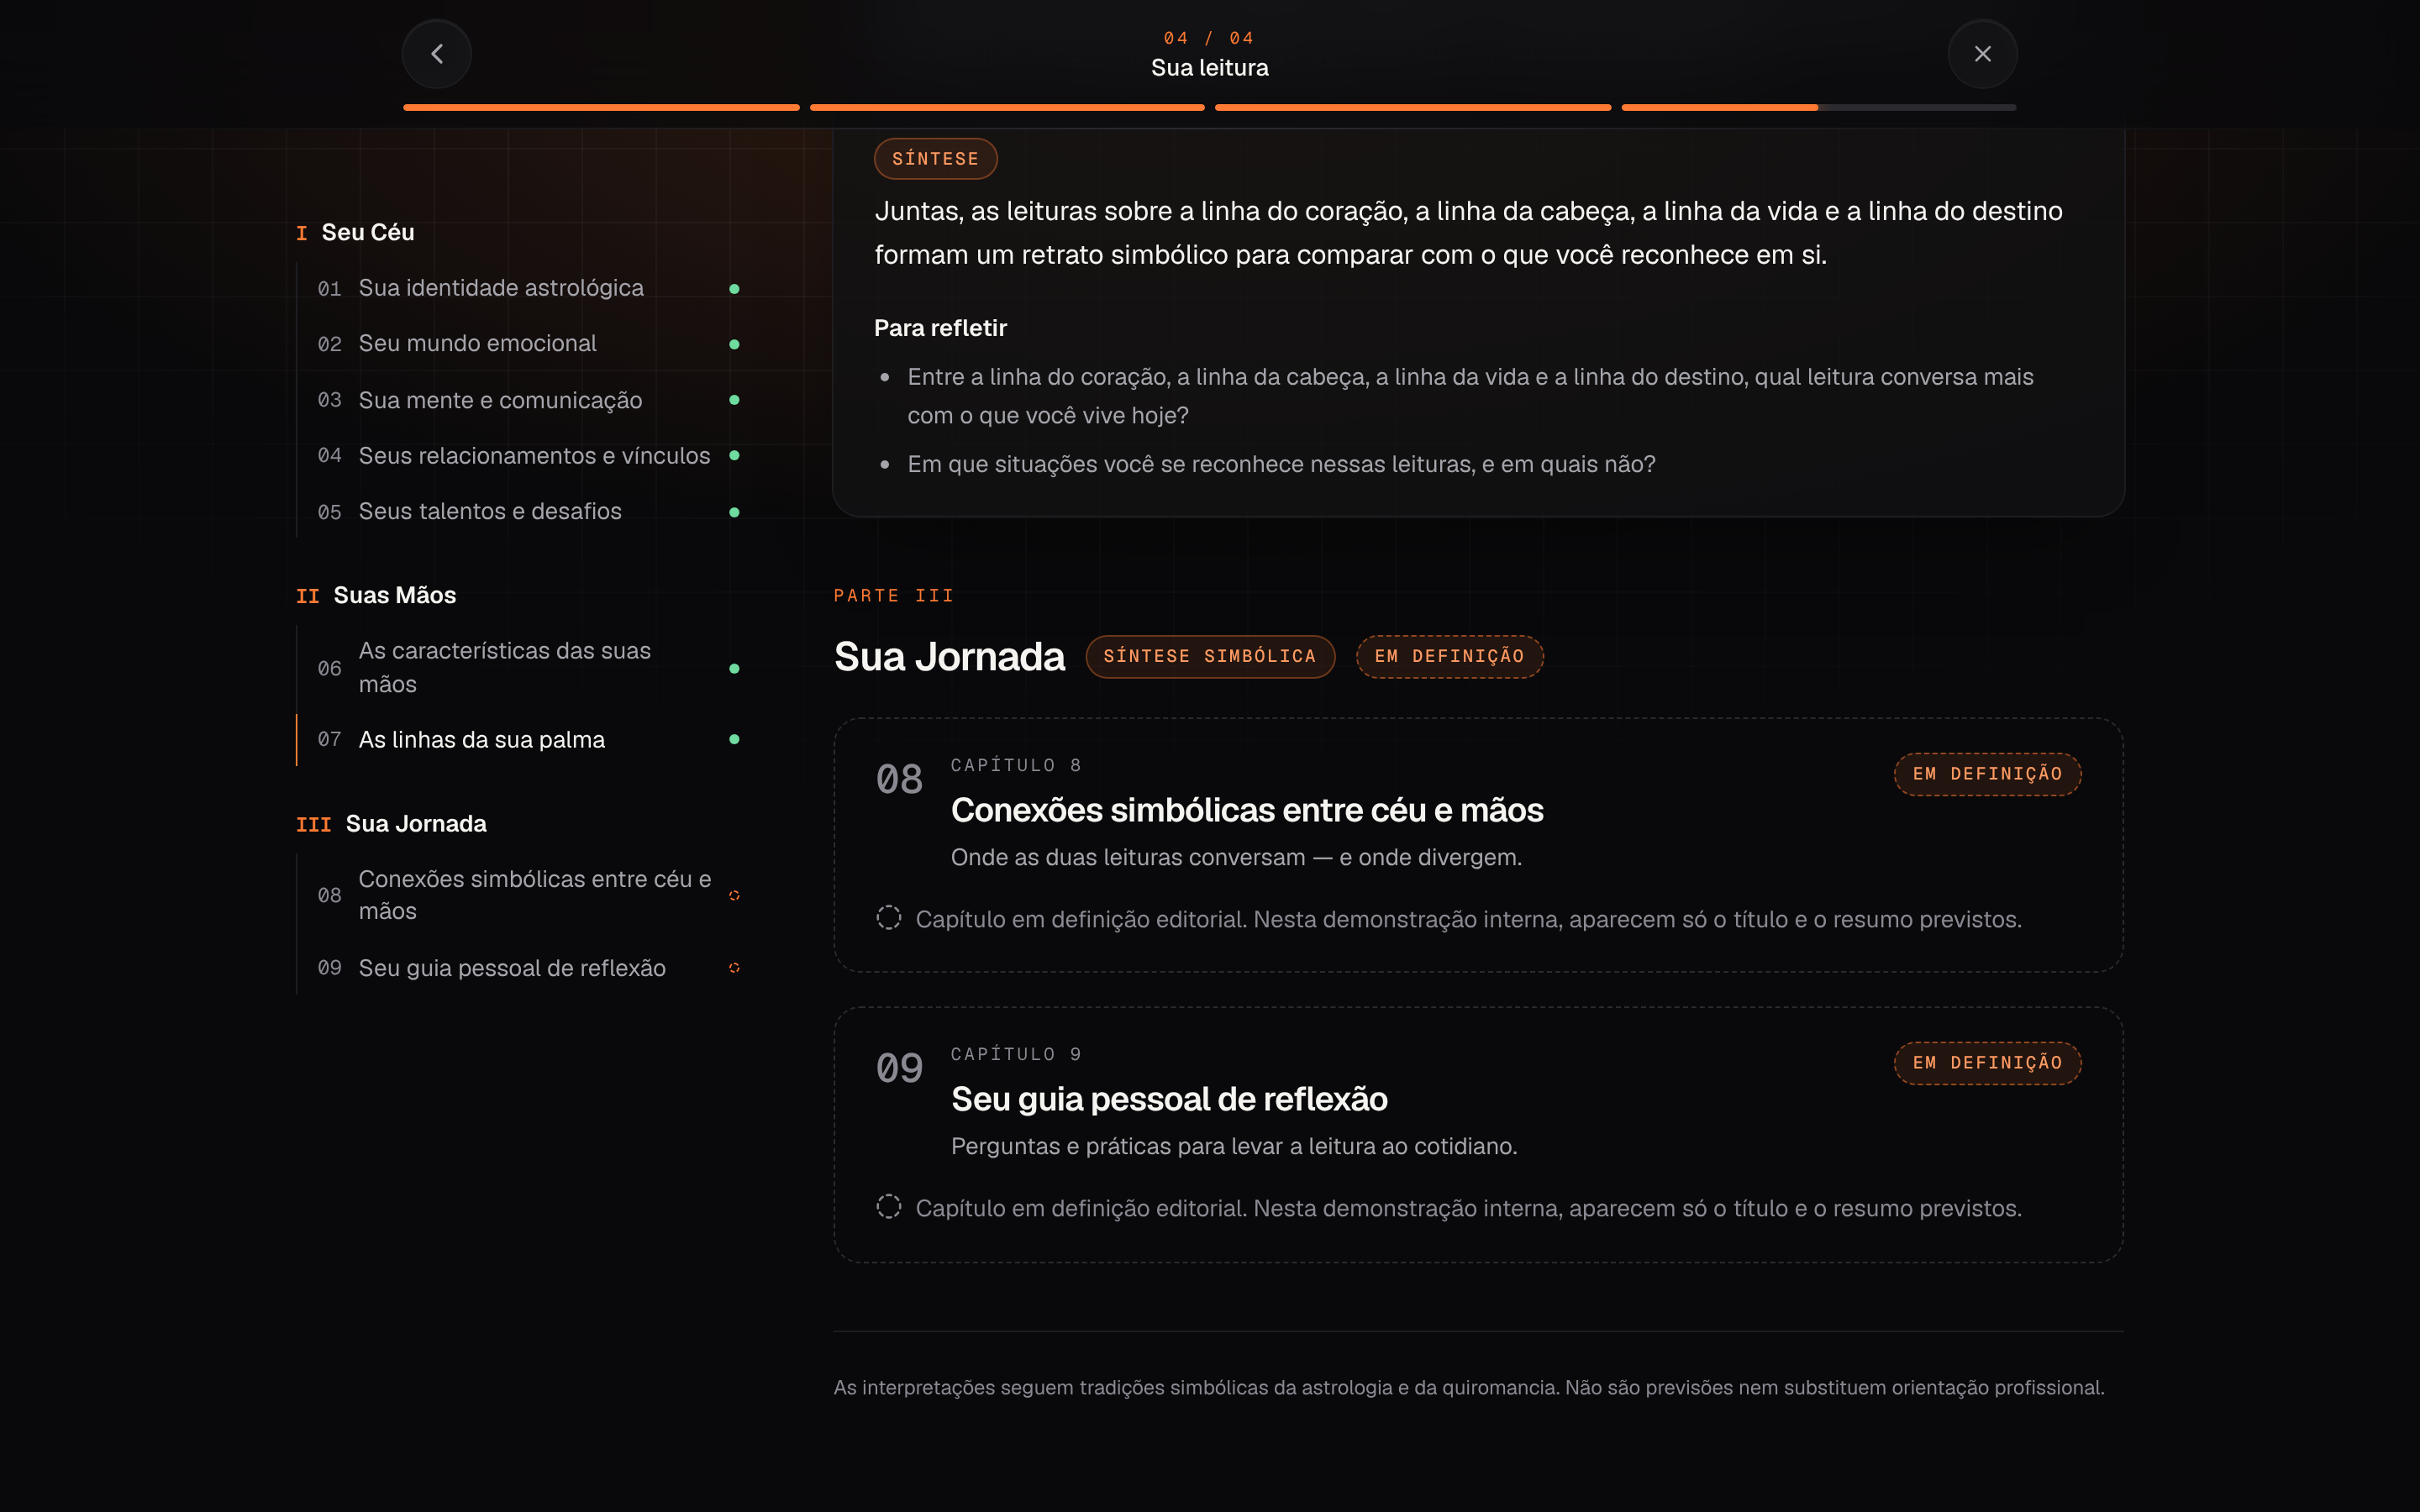 04 / 04
Sua leitura
I Seu Céu
01 Sua identidade astrológica
02 Seu mundo emocional
03 Sua mente e comunicação
04 Seus relacionamentos e vínculos
05 Seus talentos e desafios
II Suas Mãos
06 As características das suas
mãos
07 As linhas da sua palma
III Sua Jornada
08 Conexões simbólicas entre céu e
mãos
09 Seu guia pessoal de reflexão
SÍNTESE
Juntas, as leituras sobre a linha do coração, a linha da cabeça, a linha da vida e a linha do destino
formam um retrato simbólico para comparar com o que você reconhece em si.
Para refletir
Entre a linha do coração, a linha da cabeça, a linha da vida e a linha do destino, qual leitura conversa mais
com o que você vive hoje?
Em que situações você se reconhece nessas leituras, e em quais não?
PARTE III
Sua Jornada SÍNTESE SIMBÓLICA EM DEFINIÇÃO
08 CAPÍTULO 8 EM DEFINIÇÃO
Conexões simbólicas entre céu e mãos
Onde as duas leituras conversam — e onde divergem.
Capítulo em definição editorial. Nesta demonstração interna, aparecem só o título e o resumo previstos.
09 CAPÍTULO 9 EM DEFINIÇÃO
Seu guia pessoal de reflexão
Perguntas e práticas para levar a leitura ao cotidiano.
Capítulo em definição editorial. Nesta demonstração interna, aparecem só o título e o resumo previstos.
As interpretações seguem tradições simbólicas da astrologia e da quiromancia. Não são previsões nem substituem orientação profissional.